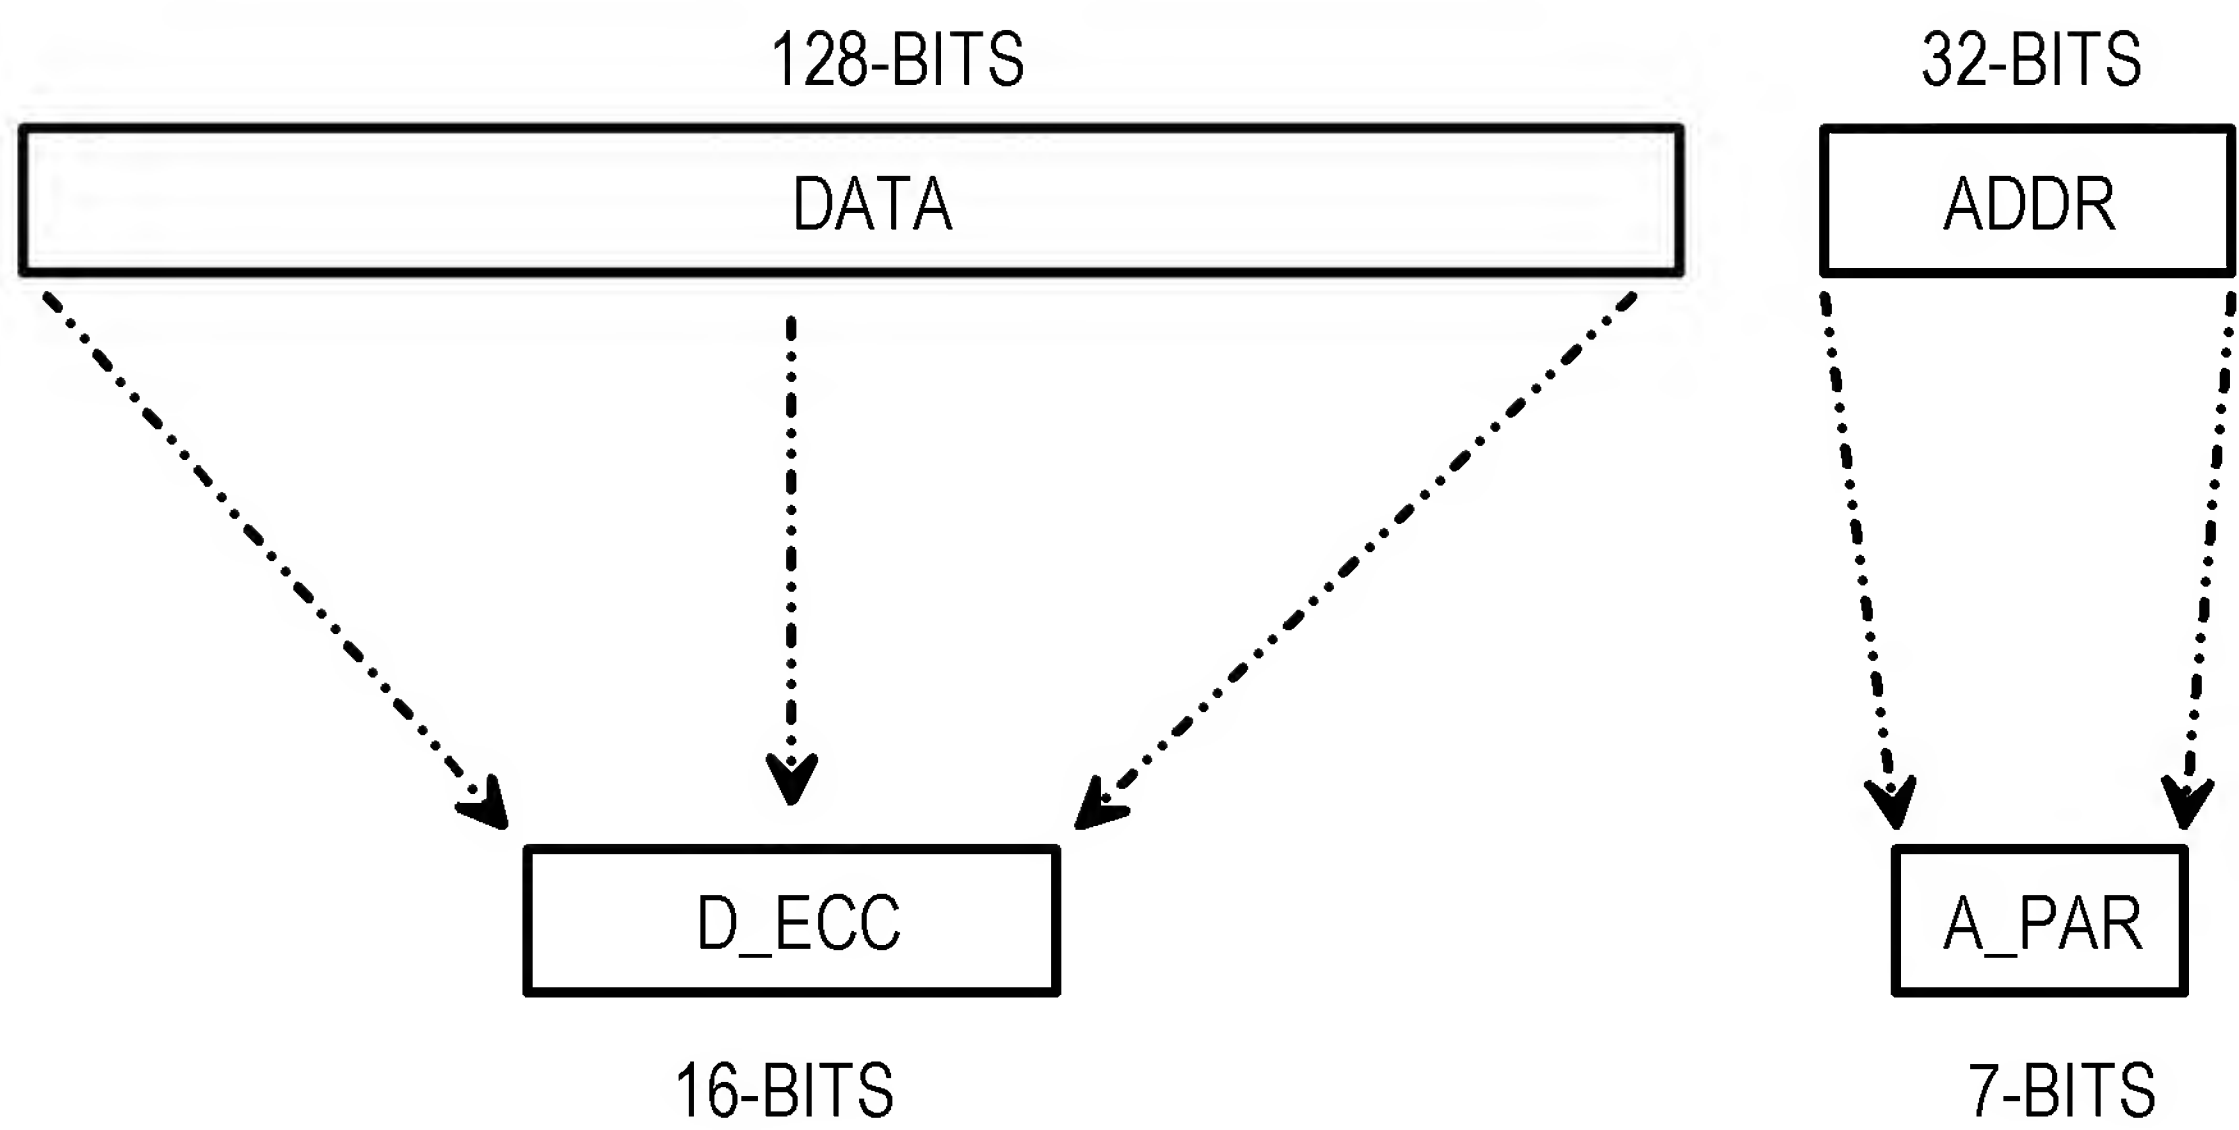 128-BITS
32-BITS
DATA
ADDR
D_ECC
A_PAR
16-BITS
7-BITS